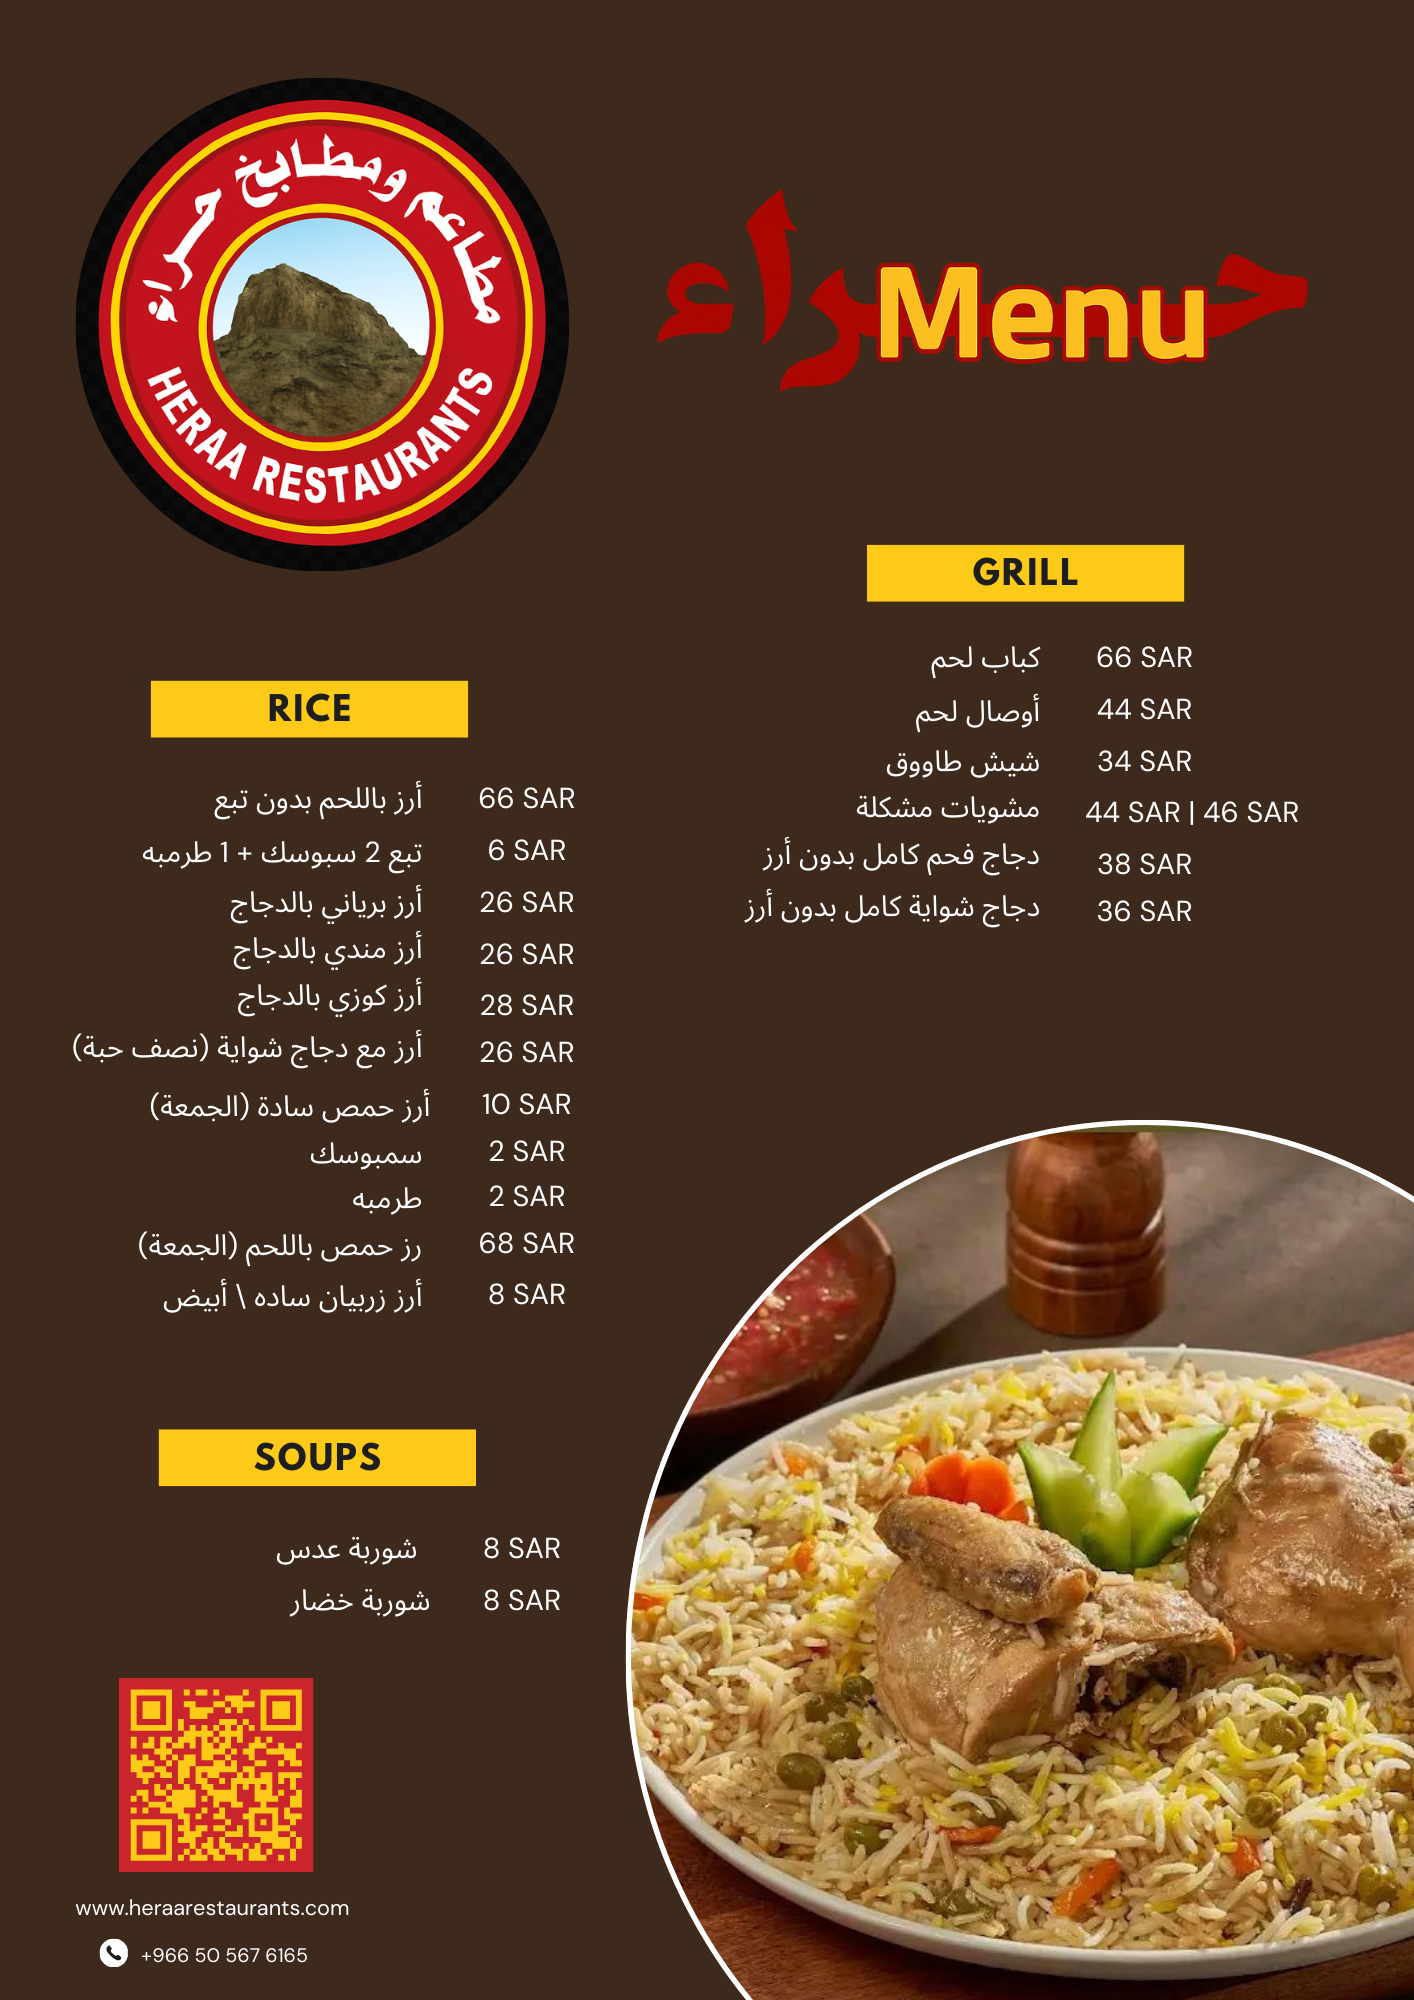 مطاعم ومطابخ حراء
HERAA RESTAURANTS
حراء
Menu
RICE
أرز باللحم بدون تبع 66 SAR
تبع 2 سبوسك + 1 طرمبه 6 SAR
أرز برياني بالدجاج 26 SAR
أرز مندي بالدجاج 26 SAR
أرز كوزي بالدجاج 28 SAR
أرز مع دجاج شواية (نصف حبة) 26 SAR
أرز حمص سادة (الجمعة) 10 SAR
سمبوسك 2 SAR
طرمبه 2 SAR
رز حمص باللحم (الجمعة) 68 SAR
أرز زربيان ساده \ أبيض 8 SAR
SOUPS
شوربة عدس 8 SAR
شوربة خضار 8 SAR
GRILL
كباب لحم 66 SAR
أوصال لحم 44 SAR
شيش طاووق 34 SAR
مشويات مشكلة 44 SAR | 46 SAR
دجاج فحم كامل بدون أرز 38 SAR
دجاج شواية كامل بدون أرز 36 SAR
www.heraarestaurants.com
+966 50 567 6165